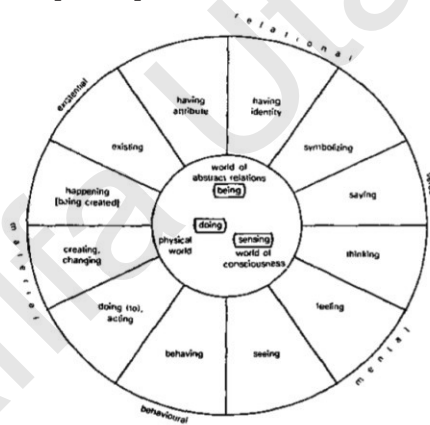 relational
existential
having
attribute
having
identity
existing
symbolizing
world of
abstract relations
being
happening
[being created]
saying
doing
physical
world
sensing
world of
consciousness
creating,
changing
thinking
material
doing (to),
acting
feeling
behaving
seeing
mental
behavioural